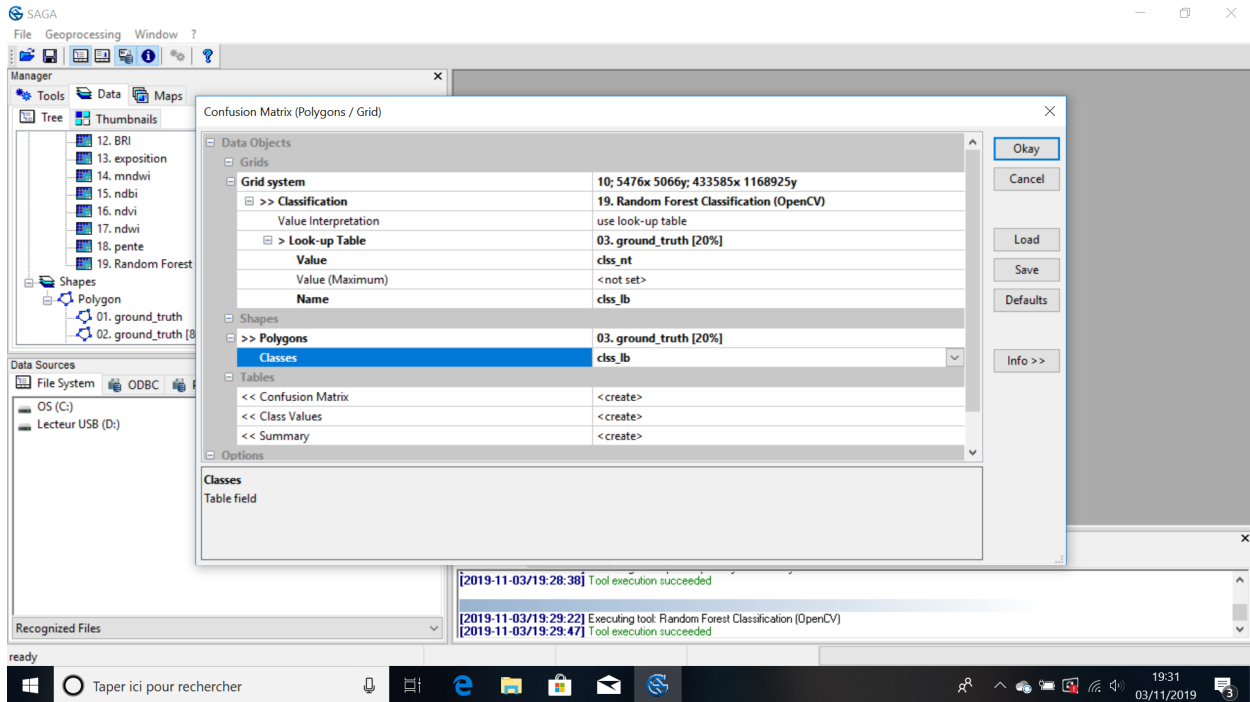 SAGA
File Geoprocessing Window ?
Manager
Tools Data Maps
Tree Thumbnails
12. BRI
13. exposition
14. mndwi
15. ndbi
16. ndvi
17. ndwi
18. pente
19. Random Forest
Shapes
Polygon
01. ground_truth
02. ground_truth [8
Data Sources
File System ODBC
OS (C:)
Lecteur USB (D:)
Recognized Files
ready
Confusion Matrix (Polygons / Grid)
Data Objects
Grids
Grid system 10; 5476x 5066y; 433585x 1168925y
>> Classification 19. Random Forest Classification (OpenCV)
Value Interpretation use look-up table
> Look-up Table 03. ground_truth [20%]
Value clss_nt
Value (Maximum) <not set>
Name clss_lb
Shapes
>> Polygons 03. ground_truth [20%]
Classes clss_lb
Tables
<< Confusion Matrix <create>
<< Class Values <create>
<< Summary <create>
Options
Classes
Table field
Okay
Cancel
Load
Save
Defaults
Info >>
[2019-11-03/19:28:38] Tool execution succeeded
[2019-11-03/19:29:22] Executing tool: Random Forest Classification (OpenCV)
[2019-11-03/19:29:47] Tool execution succeeded
Taper ici pour rechercher
19:31
03/11/2019
3